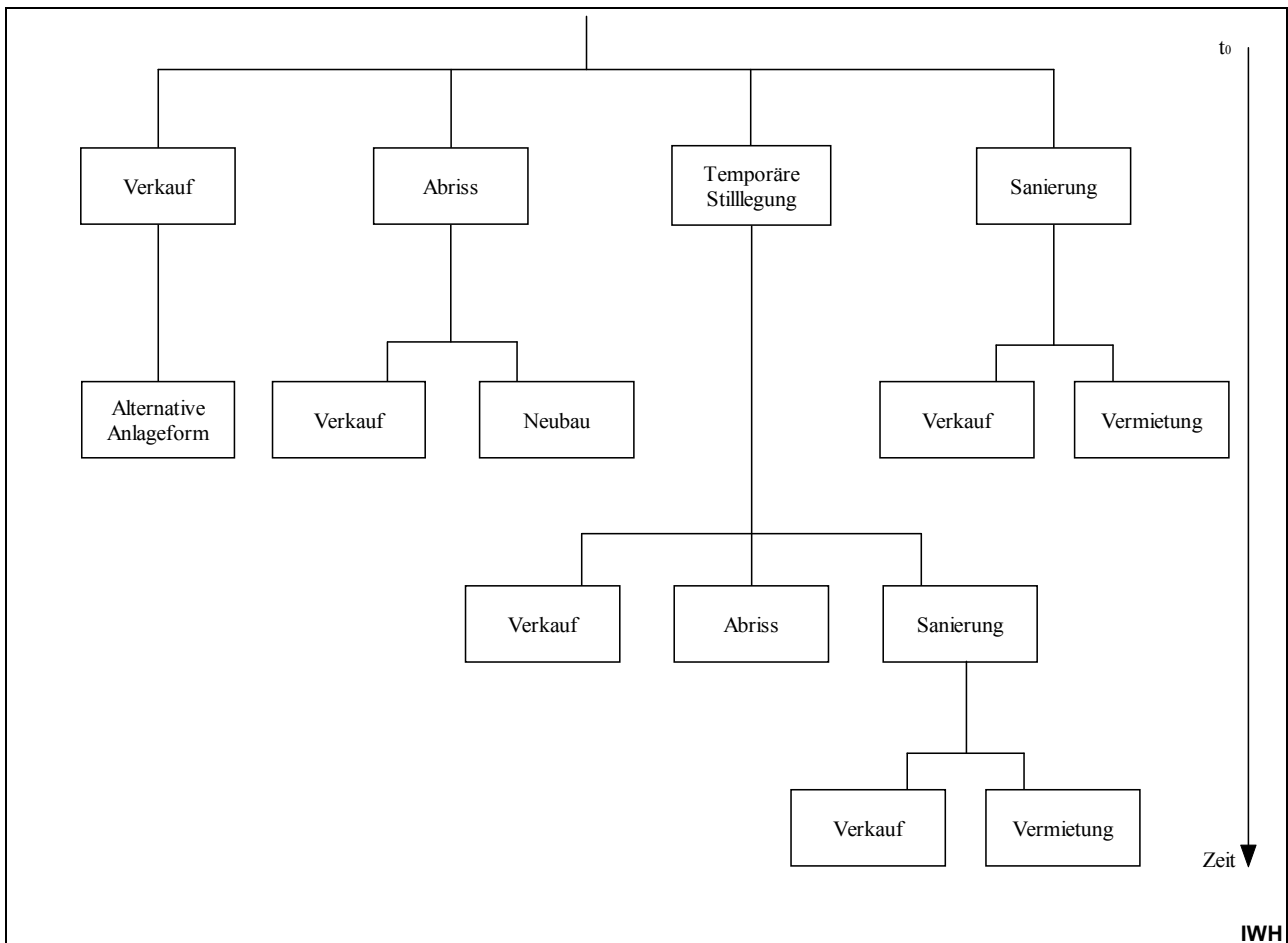 t0
Verkauf
Abriss
Temporäre
Stilllegung
Sanierung
Alternative
Anlageform
Verkauf
Neubau
Verkauf
Vermietung
Verkauf
Abriss
Sanierung
Verkauf
Vermietung
Zeit
IWH